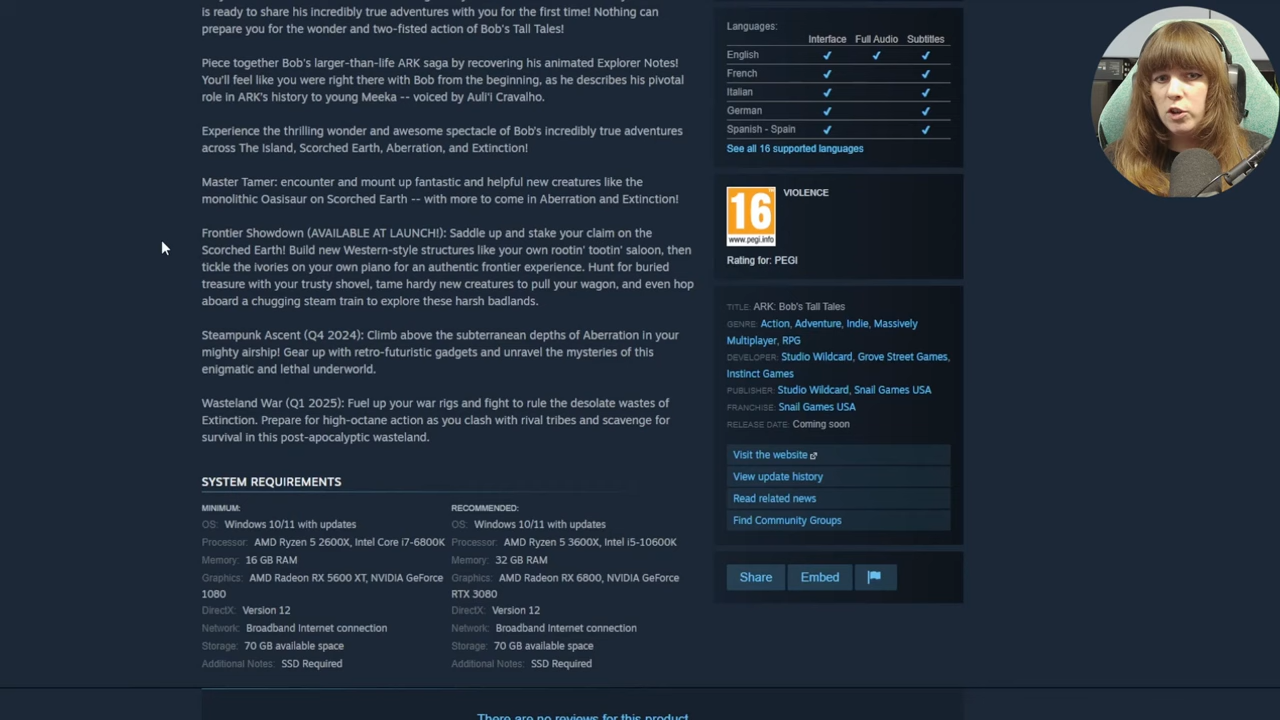 is ready to share his incredibly true adventures with you for the first time! Nothing can
prepare you for the wonder and two-fisted action of Bob's Tall Tales!
Piece together Bob's larger-than-life ARK saga by recovering his animated Explorer Notes!
You'll feel like you were right there with Bob from the beginning, as he describes his pivotal
role in ARK's history to young Meeka -- voiced by Auli'i Cravalho.
Experience the thrilling wonder and awesome spectacle of Bob's incredibly true adventures
across The Island, Scorched Earth, Aberration, and Extinction!
Master Tamer: encounter and mount up fantastic and helpful new creatures like the
monolithic Oasisaur on Scorched Earth -- with more to come in Aberration and Extinction!
Frontier Showdown (AVAILABLE AT LAUNCH!): Saddle up and stake your claim on the
Scorched Earth! Build new Western-style structures like your own rootin' tootin' saloon, then
tickle the ivories on your own piano for an authentic frontier experience. Hunt for buried
treasure with your trusty shovel, tame hardy new creatures to pull your wagon, and even hop
aboard a chugging steam train to explore these harsh badlands.
Steampunk Ascent (Q4 2024): Climb above the subterranean depths of Aberration in your
mighty airship! Gear up with retro-futuristic gadgets and unravel the mysteries of this
enigmatic and lethal underworld.
Wasteland War (Q1 2025): Fuel up your war rigs and fight to rule the desolate wastes of
Extinction. Prepare for high-octane action as you clash with rival tribes and scavenge for
survival in this post-apocalyptic wasteland.
SYSTEM REQUIREMENTS
MINIMUM:
OS: Windows 10/11 with updates
Processor: AMD Ryzen 5 2600X, Intel Core i7-6800K
Memory: 16 GB RAM
Graphics: AMD Radeon RX 5600 XT, NVIDIA GeForce
1080
DirectX: Version 12
Network: Broadband Internet connection
Storage: 70 GB available space
Additional Notes: SSD Required
RECOMMENDED:
OS: Windows 10/11 with updates
Processor: AMD Ryzen 5 3600X, Intel i5-10600K
Memory: 32 GB RAM
Graphics: AMD Radeon RX 6800, NVIDIA GeForce
RTX 3080
DirectX: Version 12
Network: Broadband Internet connection
Storage: 70 GB available space
Additional Notes: SSD Required
There are no reviews for this product
Languages:
Interface Full Audio Subtitles
English
French
Italian
German
Spanish - Spain
See all 16 supported languages
16
www.pegi.info
VIOLENCE
Rating for: PEGI
TITLE: ARK: Bob's Tall Tales
GENRE: Action, Adventure, Indie, Massively
Multiplayer, RPG
DEVELOPER: Studio Wildcard, Grove Street Games,
Instinct Games
PUBLISHER: Studio Wildcard, Snail Games USA
FRANCHISE: Snail Games USA
RELEASE DATE: Coming soon
Visit the website
View update history
Read related news
Find Community Groups
Share Embed